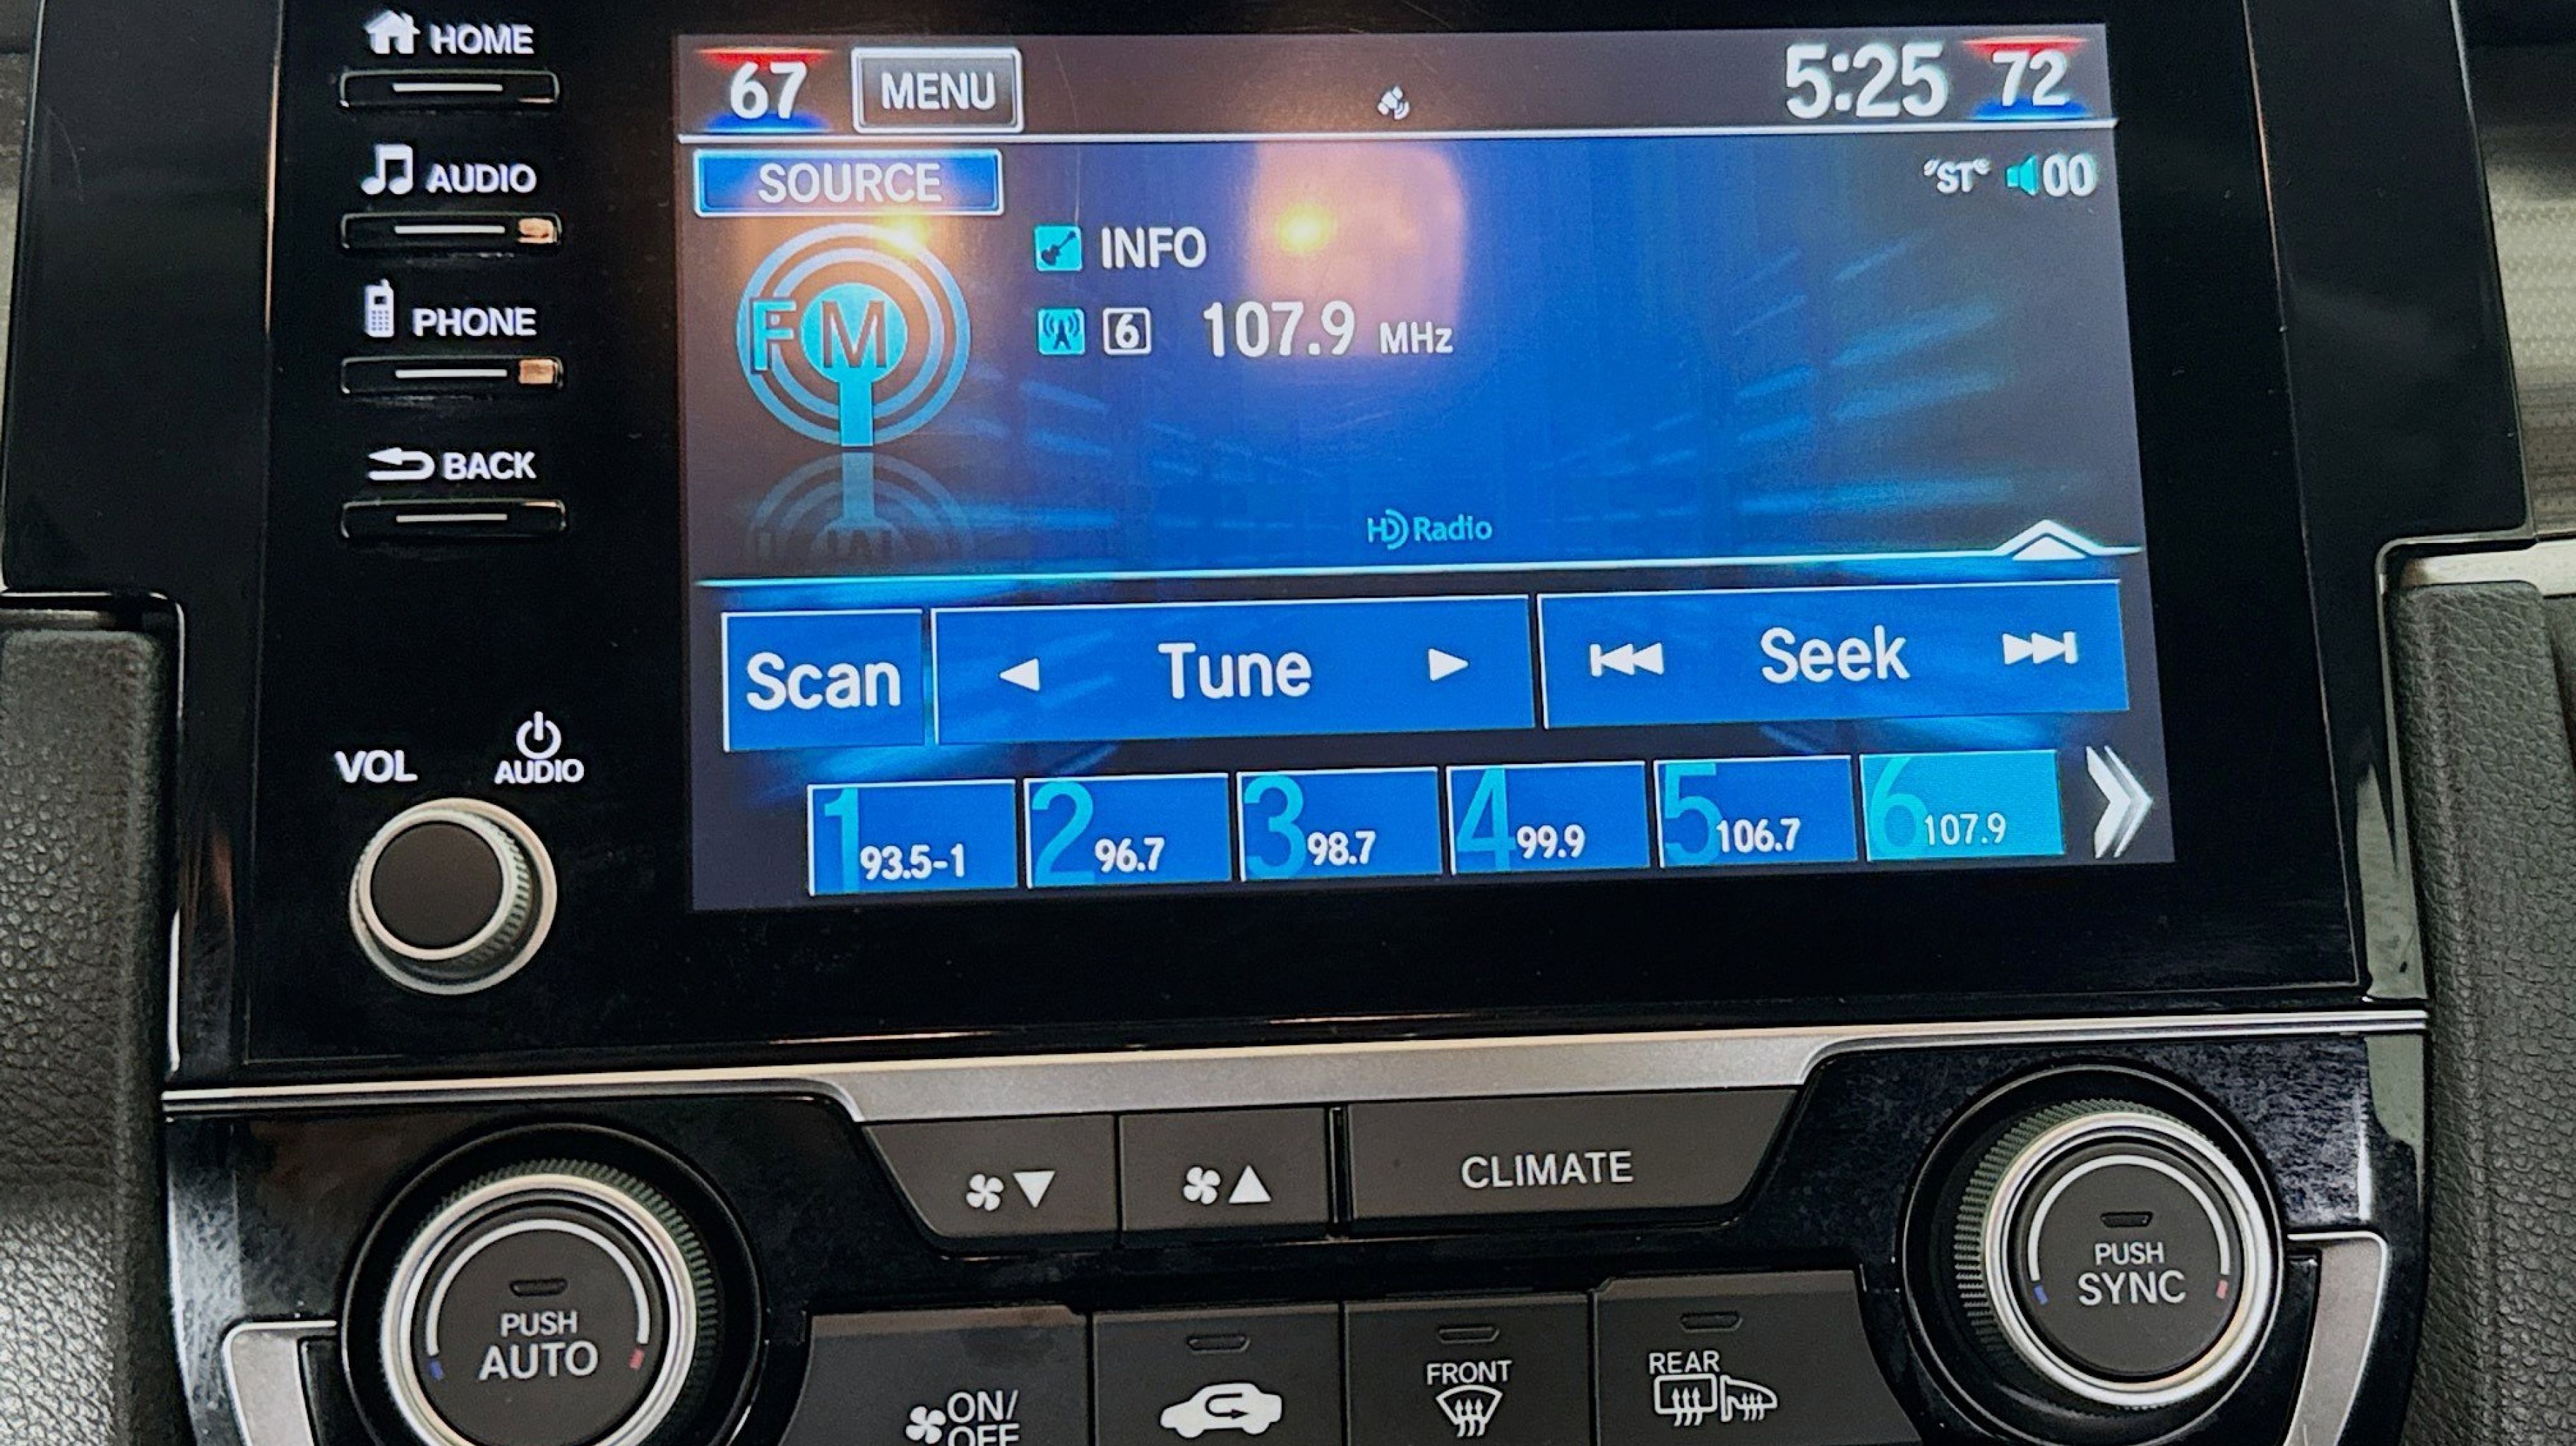 HOME
AUDIO
PHONE
BACK
VOL
AUDIO
67 MENU 5:25 72
SOURCE "ST" 00
FM
INFO
6 107.9 MHz
HD Radio
Scan Tune Seek
1 93.5-1 2 96.7 3 98.7 4 99.9 5 106.7 6 107.9
CLIMATE
PUSH
AUTO
PUSH
SYNC
ON/
OFF
FRONT
REAR